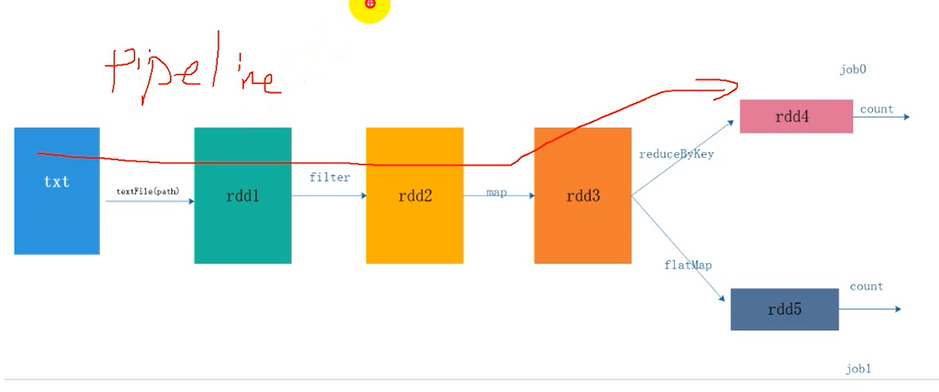 Pipeline
job0
rdd4
count
reduceByKey
txt
textFile(path)
rdd1
filter
rdd2
map
rdd3
flatMap
rdd5
count
job1